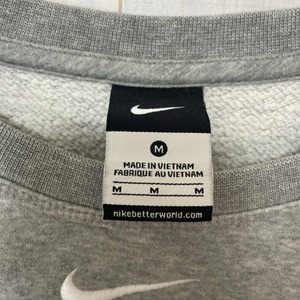 M
MADE IN VIETNAM
FABRIQUE AU VIETNAM
M M M
nikebetterworld.com